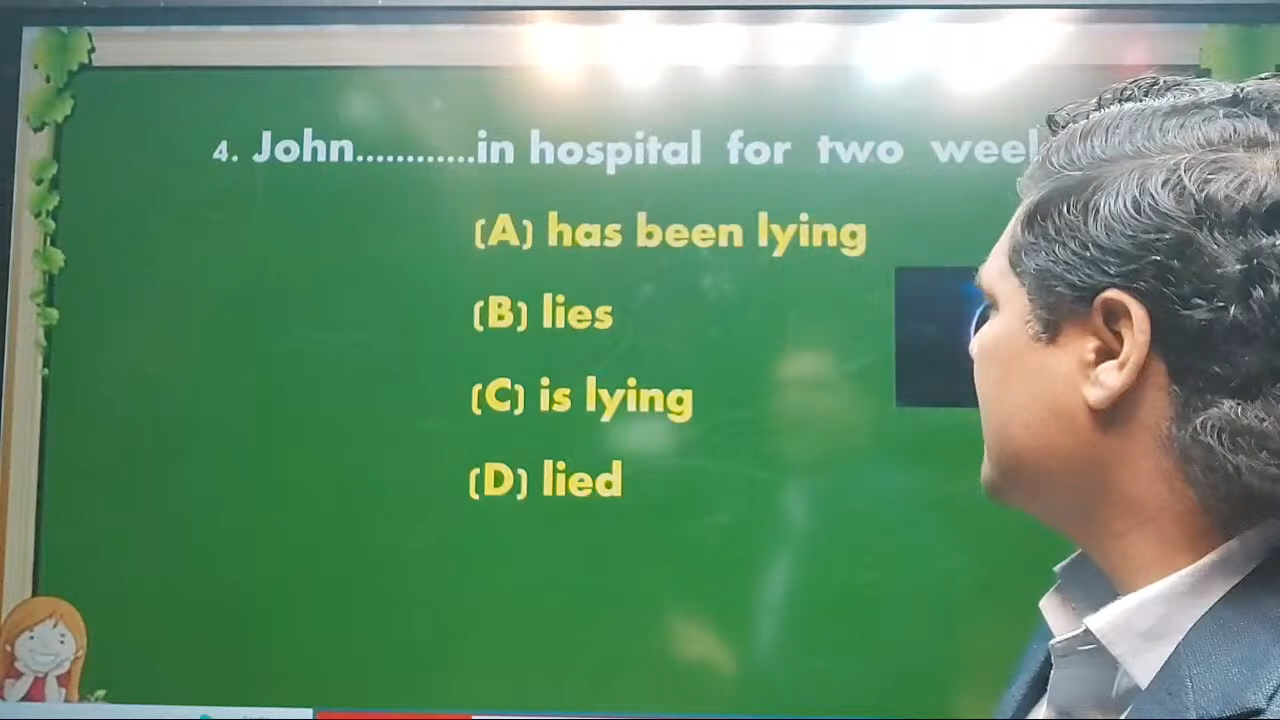 4. John............in hospital for two
(A) has been lying
(B) lies
(C) is lying
(D) lied